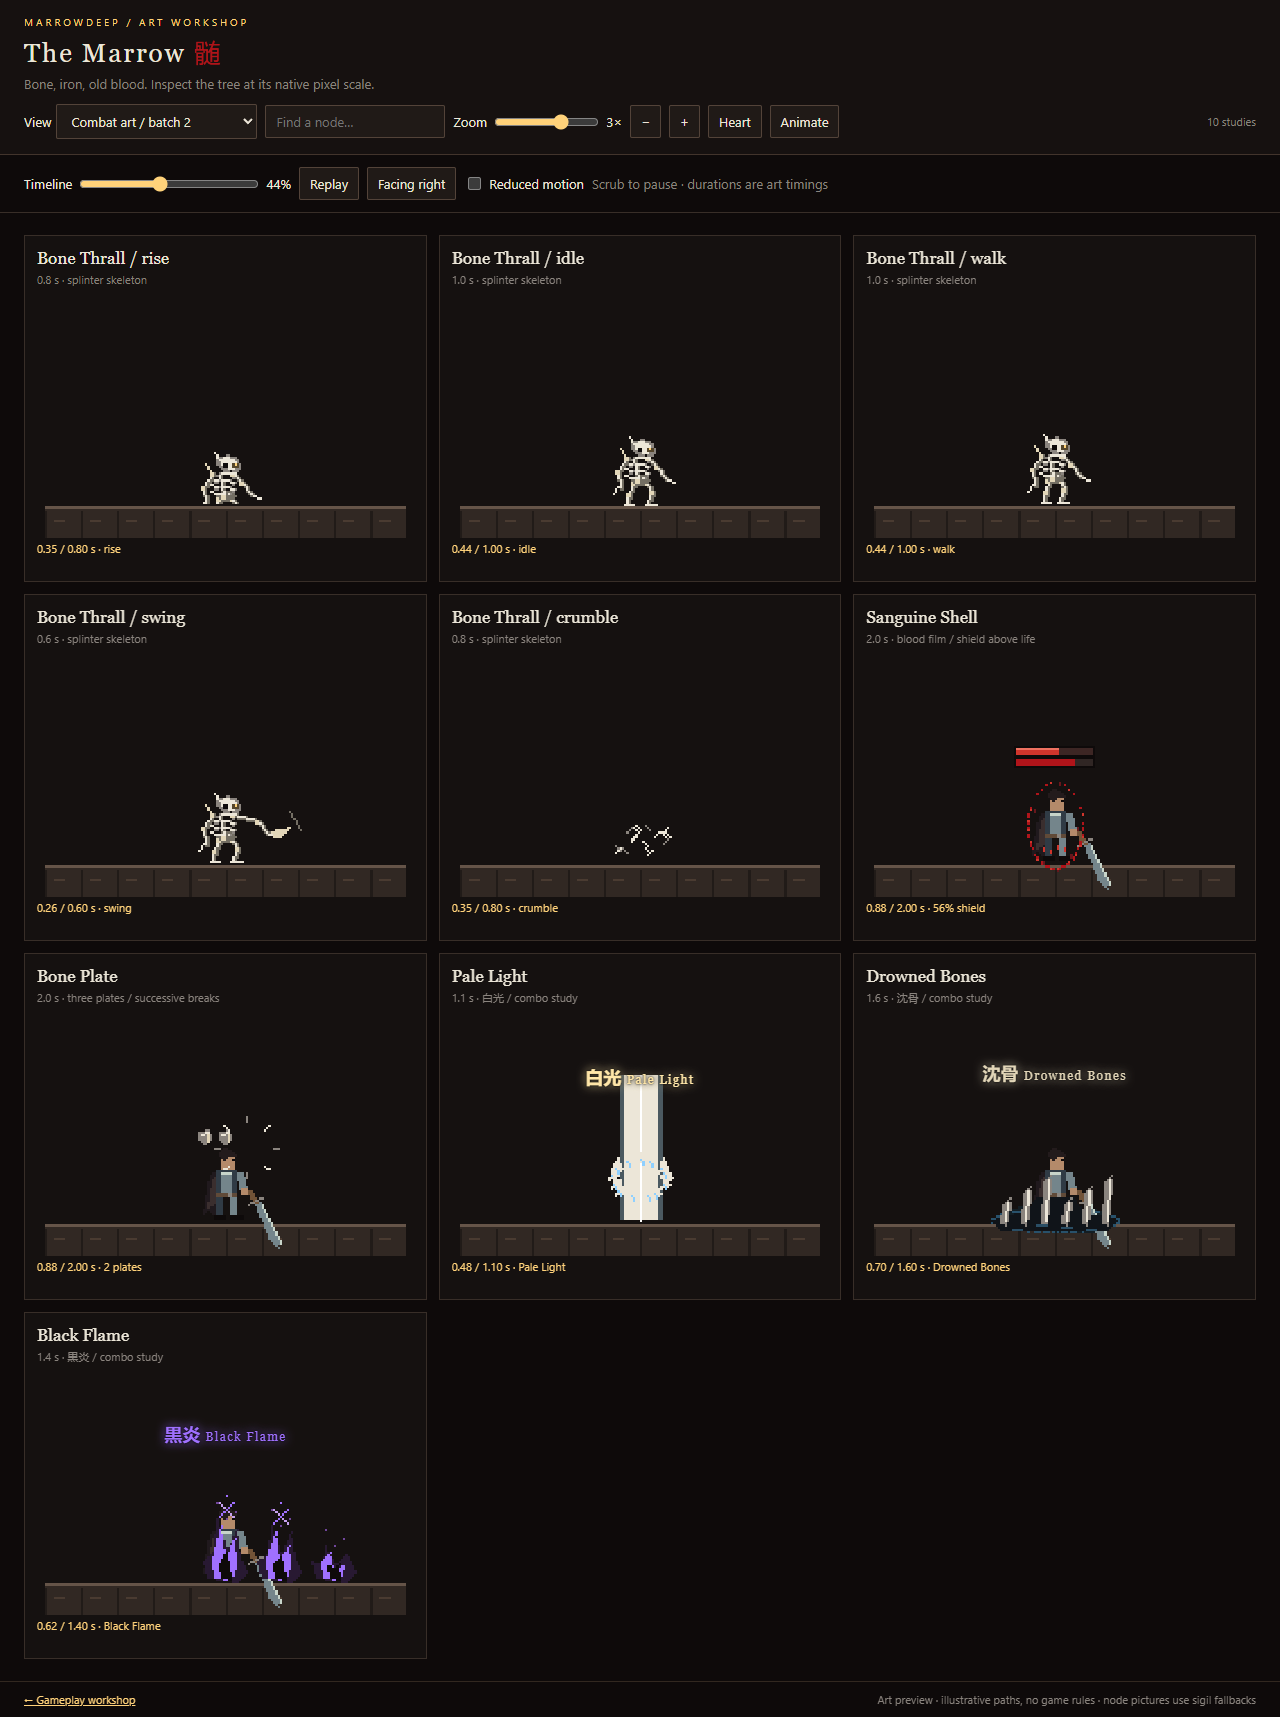 MARROWDEEP / ART WORKSHOP
The Marrow 髄
Bone, iron, old blood. Inspect the tree at its native pixel scale.
View Combat art / batch 2 Find a node... Zoom 3× − + Heart Animate 10 studies
Timeline 44% Replay Facing right Reduced motion Scrub to pause · durations are art timings
Bone Thrall / rise
0.8 s · splinter skeleton
0.35 / 0.80 s · rise
Bone Thrall / idle
1.0 s · splinter skeleton
0.44 / 1.00 s · idle
Bone Thrall / walk
1.0 s · splinter skeleton
0.44 / 1.00 s · walk
Bone Thrall / swing
0.6 s · splinter skeleton
0.26 / 0.60 s · swing
Bone Thrall / crumble
0.8 s · splinter skeleton
0.35 / 0.80 s · crumble
Sanguine Shell
2.0 s · blood film / shield above life
0.88 / 2.00 s · 56% shield
Bone Plate
2.0 s · three plates / successive breaks
0.88 / 2.00 s · 2 plates
Pale Light
1.1 s · 白光 / combo study
白光 Pale Light
0.48 / 1.10 s · Pale Light
Drowned Bones
1.6 s · 沈骨 / combo study
沈骨 Drowned Bones
0.70 / 1.60 s · Drowned Bones
Black Flame
1.4 s · 黒炎 / combo study
黒炎 Black Flame
0.62 / 1.40 s · Black Flame
← Gameplay workshop
Art preview · illustrative paths, no game rules · node pictures use sigil fallbacks